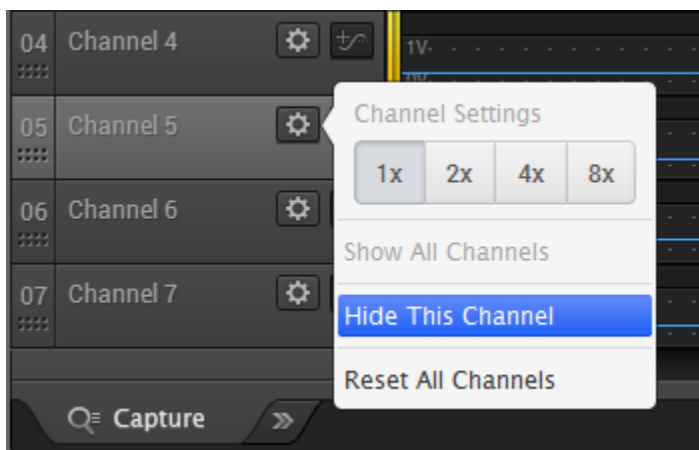 04 Channel 4
1V
0V
05 Channel 5
Channel Settings
1x 2x 4x 8x
06 Channel 6
Show All Channels
07 Channel 7
Hide This Channel
Reset All Channels
Capture